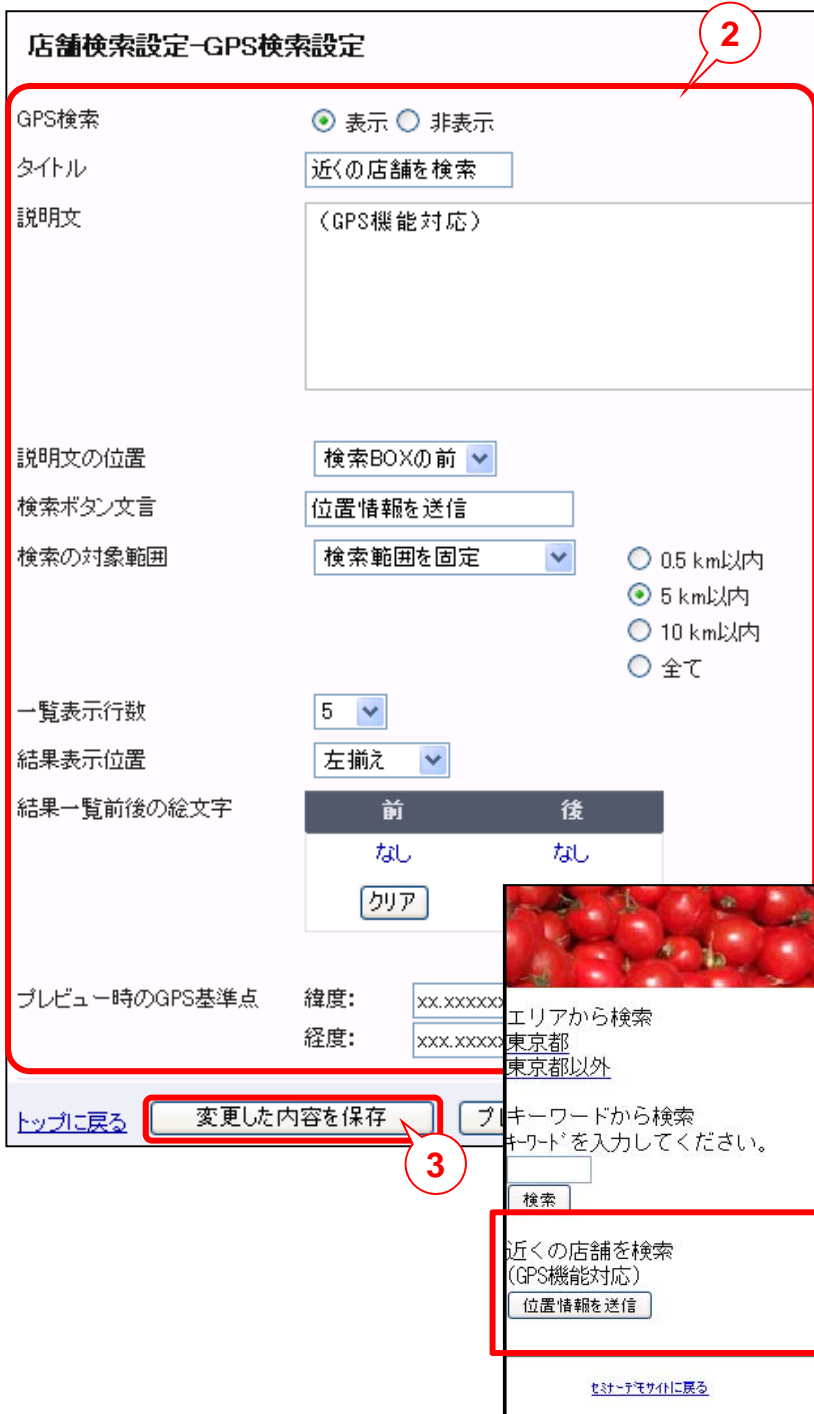 店舗検索設定-GPS検索設定
2
GPS検索 表示 非表示
タイトル 近くの店舗を検索
説明文 (GPS機能対応)
説明文の位置 検索BOXの前
検索ボタン文言 位置情報を送信
検索の対象範囲 検索範囲を固定 0.5 km以内
5 km以内
10 km以内
全て
一覧表示行数 5
結果表示位置 左揃え
結果一覧前後の絵文字 前 後
なし なし
クリア
プレビュー時のGPS基準点 緯度: xx.xxxxxx
経度: xxx.xxxxx
トップに戻る 変更した内容を保存 プレ
3
エリアから検索
東京都
東京都以外
キーワードから検索
ｷｰﾜｰﾄﾞを入力してください。
検索
近くの店舗を検索
(GPS機能対応)
位置情報を送信
ｾﾐﾅｰﾃﾞﾓｻｲﾄに戻る